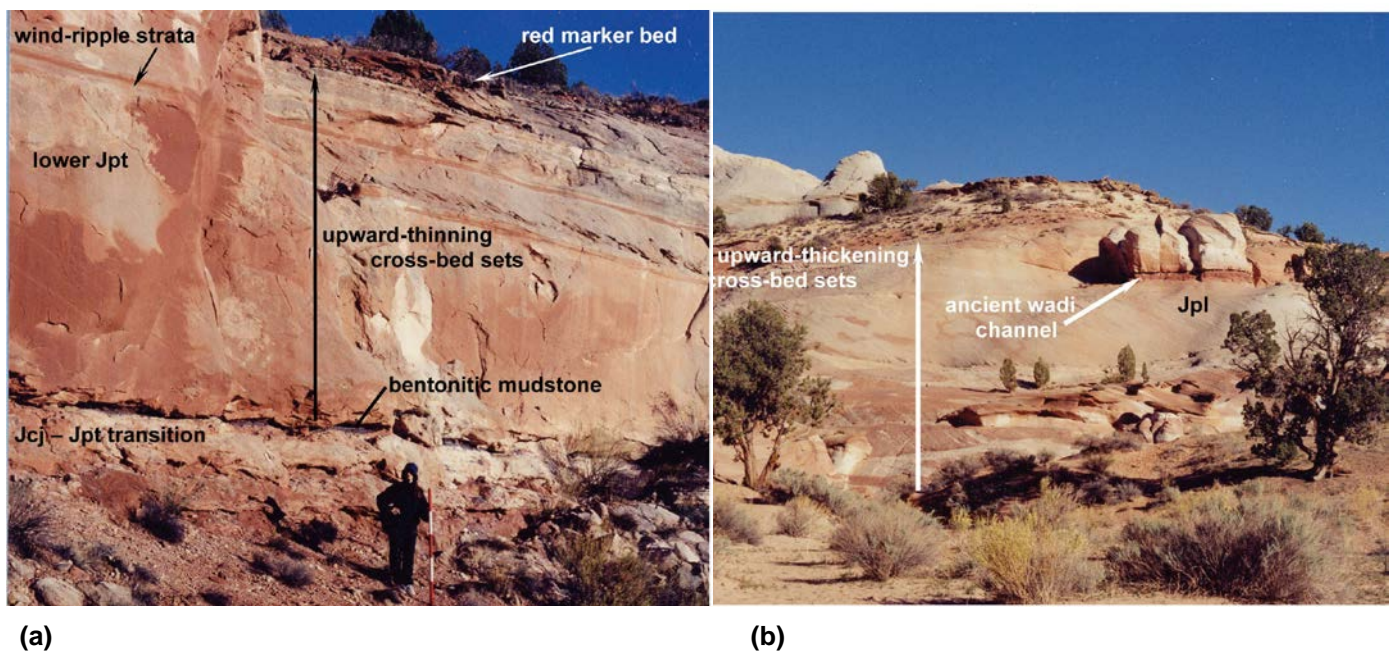 wind-ripple strata
red marker bed
lower Jpt
upward-thinning
cross-bed sets
bentonitic mudstone
Jcj – Jpt transition
upward-thickening
cross-bed sets
ancient wadi
channel
Jpl
(a)
(b)